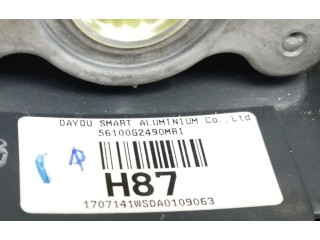 DAYOU SMART ALUMINIUM Co.,Ltd
56100G2490MBI
H87
1707141WSDA0109063